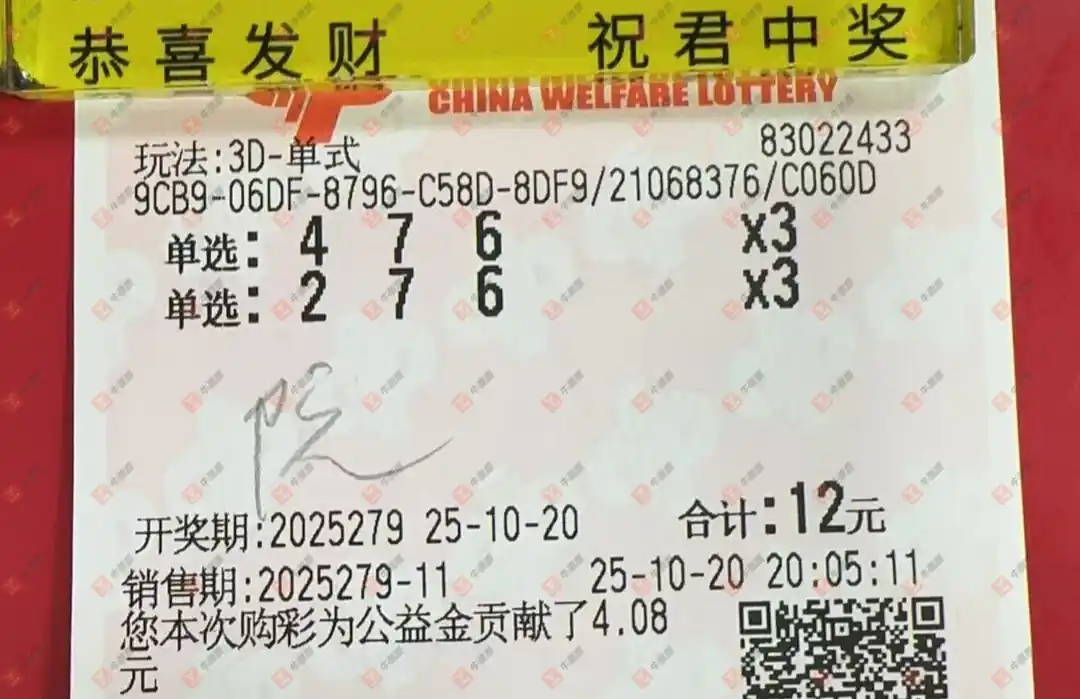 恭喜发财 祝君中奖
CHINA WELFARE LOTTERY
83022433
玩法:3D-单式
9CB9-06DF-8796-C58D-8DF9/21068376/C060D
单选: 4 7 6 x3
单选: 2 7 6 x3
开奖期:2025279 25-10-20 合计:12元
销售期:2025279-11 25-10-20 20:05:11
您本次购彩为公益金贡献了4.08
元